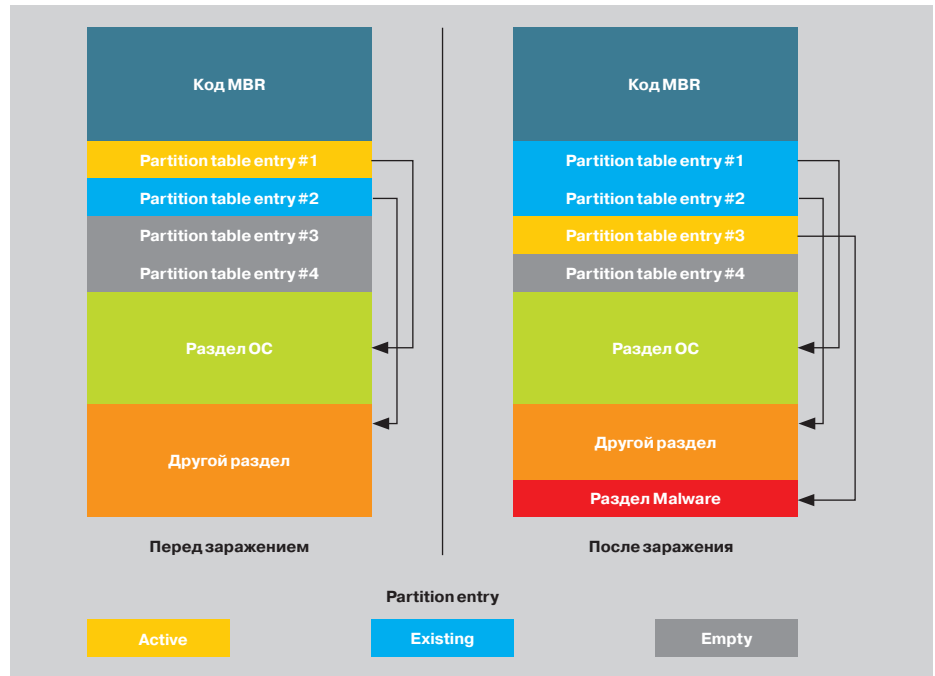 Код MBR
Partition table entry #1
Partition table entry #2
Partition table entry #3
Partition table entry #4
Раздел ОС
Другой раздел
Перед заражением
Код MBR
Partition table entry #1
Partition table entry #2
Partition table entry #3
Partition table entry #4
Раздел ОС
Другой раздел
Раздел Malware
После заражения
Partition entry
Active
Existing
Empty